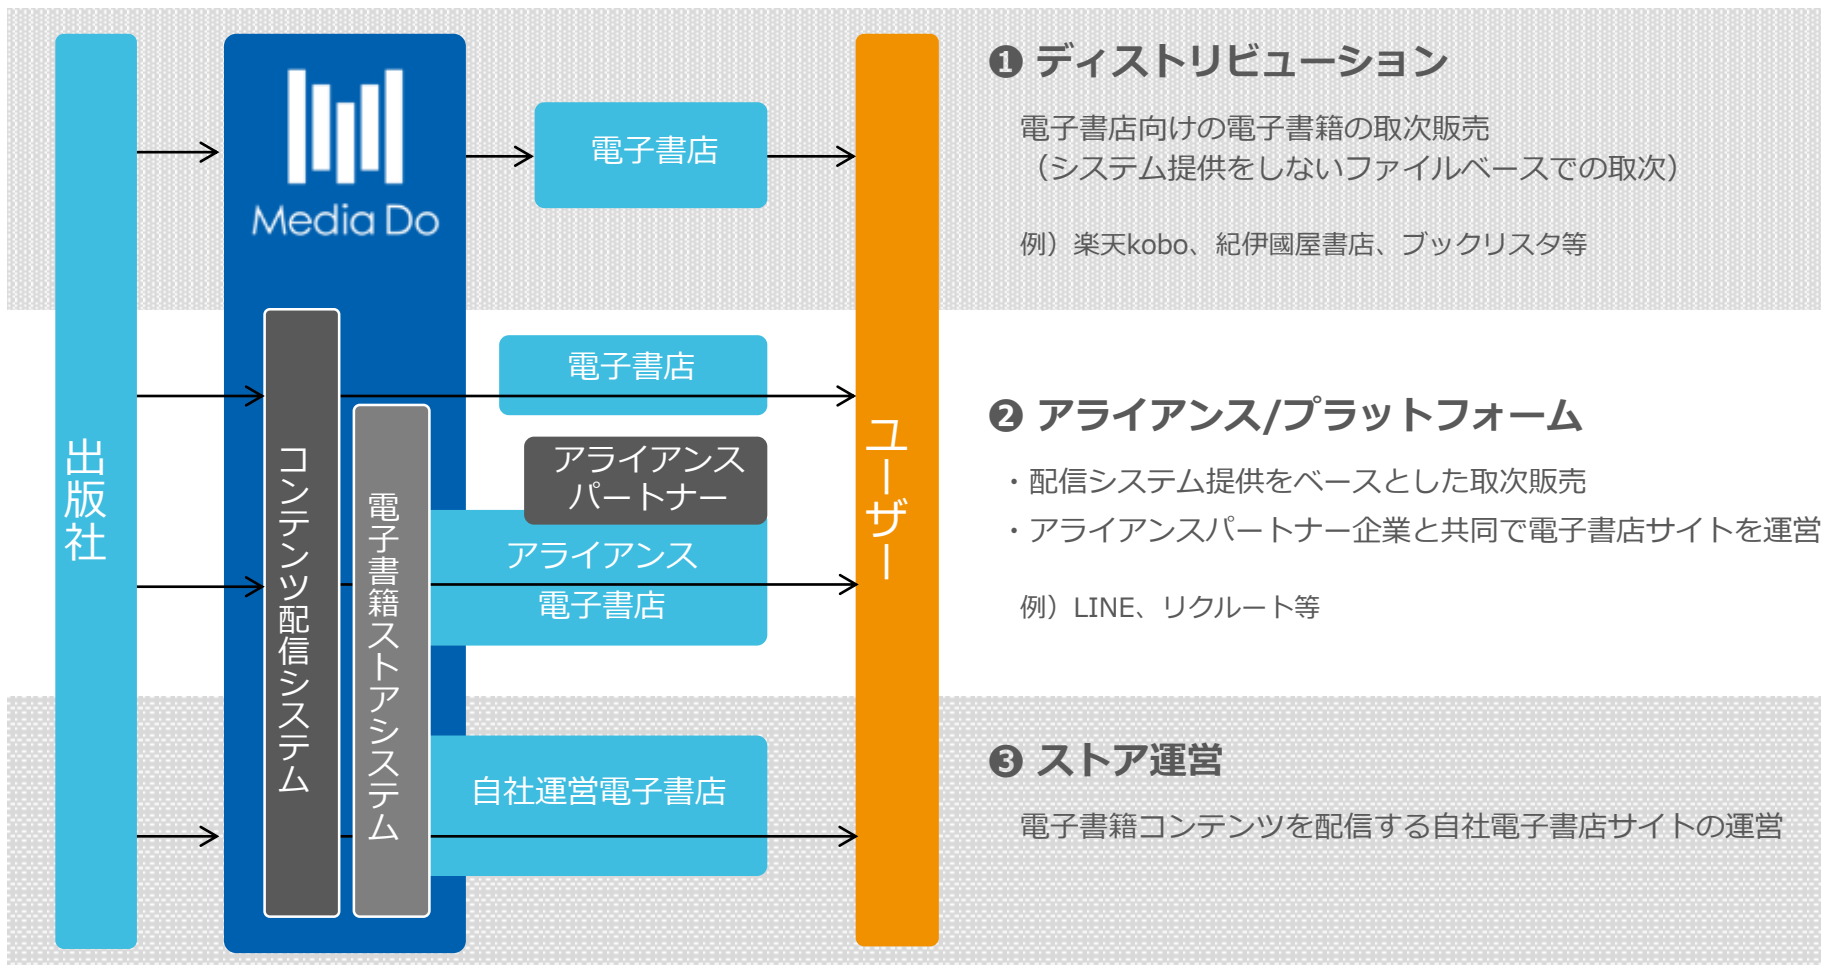 出版社
Media Do
コンテンツ配信システム
電子書籍ストアシステム
電子書店
電子書店
アライアンス
パートナー
アライアンス
電子書店
自社運営電子書店
ユーザー
❶ ディストリビューション
電子書店向けの電子書籍の取次販売
（システム提供をしないファイルベースでの取次）
例）楽天kobo、紀伊國屋書店、ブックリスタ等
❷ アライアンス/プラットフォーム
・配信システム提供をベースとした取次販売
・アライアンスパートナー企業と共同で電子書店サイトを運営
例）LINE、リクルート等
❸ ストア運営
電子書籍コンテンツを配信する自社電子書店サイトの運営